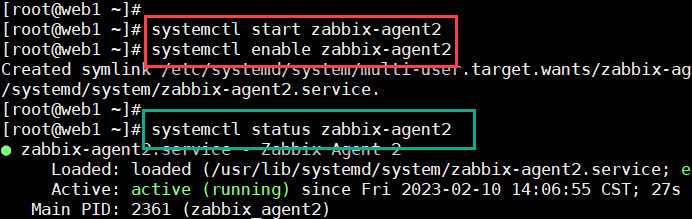 [root@web1 ~]#
[root@web1 ~]# systemctl start zabbix-agent2
[root@web1 ~]# systemctl enable zabbix-agent2
Created symlink /etc/systemd/system/multi-user.target.wants/zabbix-ag
/systemd/system/zabbix-agent2.service.
[root@web1 ~]#
[root@web1 ~]# systemctl status zabbix-agent2
● zabbix-agent2.service - Zabbix Agent 2
Loaded: loaded (/usr/lib/systemd/system/zabbix-agent2.service; e
Active: active (running) since Fri 2023-02-10 14:06:55 CST; 27s
Main PID: 2361 (zabbix_agent2)